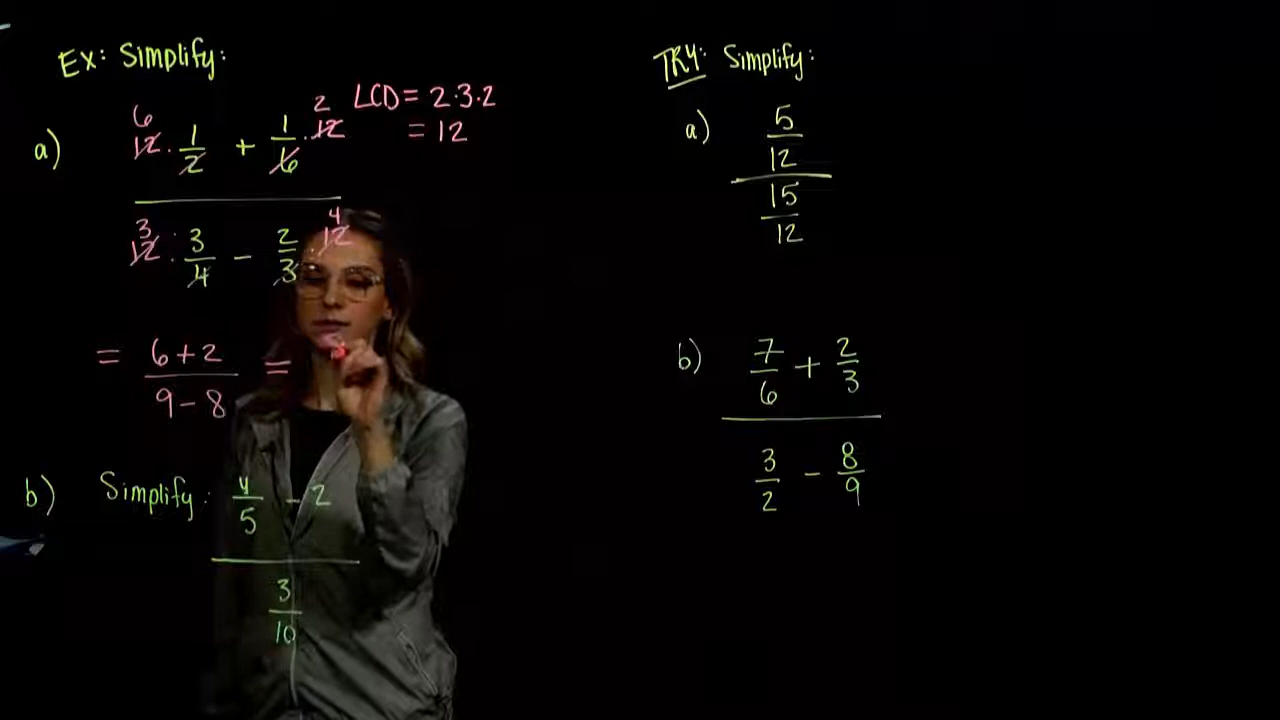 Ex: Simplify:
a) 6 12 · 1/2 + 1/6 · 12 2
LCD = 2·3·2
= 12
3 12 · 3/4 - 2/3 · 12 4
= 6+2 / 9-8 =
b) Simplify: 4/5 - 2
3/10
TRY: Simplify:
a) 5/12
15/12
b) 7/6 + 2/3
3/2 - 8/9